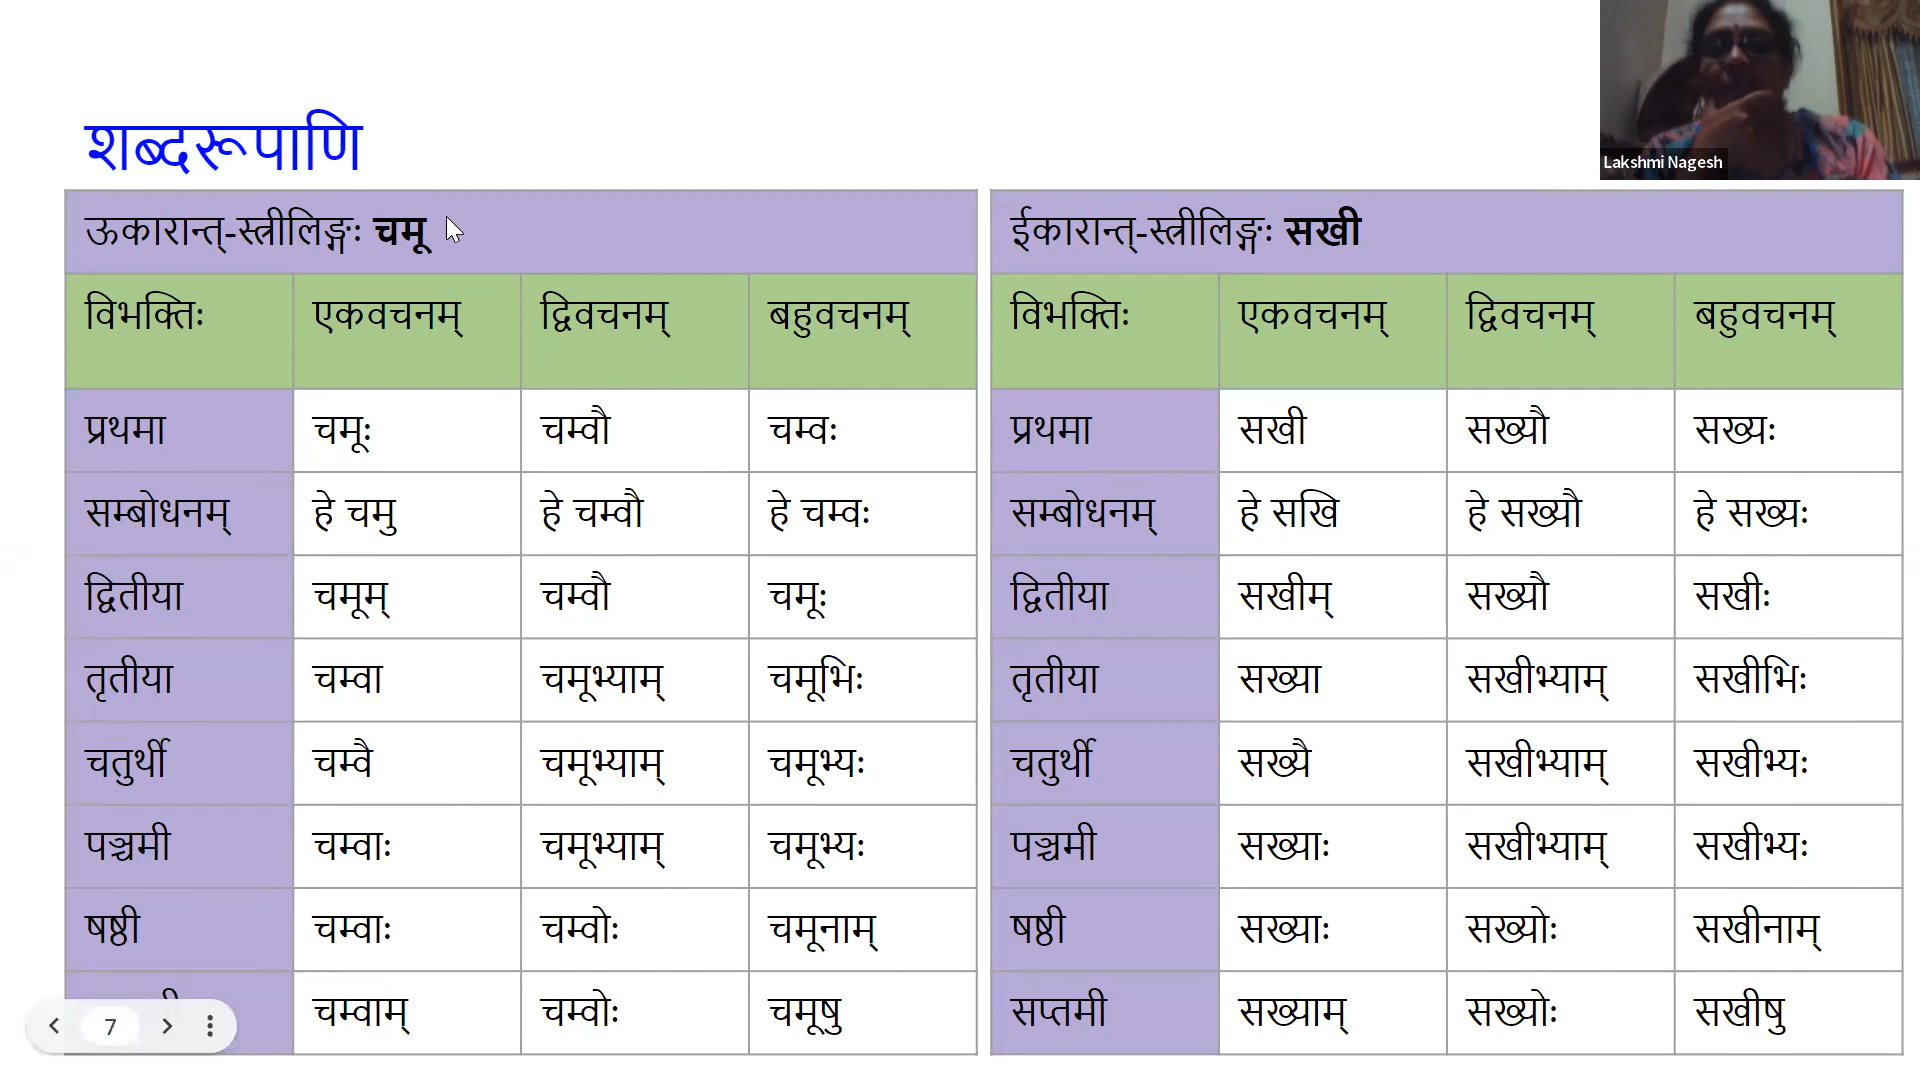 Lakshmi Nagesh
शब्दरूपाणि
ऊकारान्त्-स्त्रीलिङ्गः चमू
विभक्तिः एकवचनम् द्विवचनम् बहुवचनम्
प्रथमा चमूः चम्वौ चम्वः
सम्बोधनम् हे चमु हे चम्वौ हे चम्वः
द्वितीया चमूम् चम्वौ चमूः
तृतीया चम्वा चमूभ्याम् चमूभिः
चतुर्थी चम्वै चमूभ्याम् चमूभ्यः
पञ्चमी चम्वाः चमूभ्याम् चमूभ्यः
षष्ठी चम्वाः चम्वोः चमूनाम्
चम्वाम् चम्वोः चमूषु
ईकारान्त्-स्त्रीलिङ्गः सखी
विभक्तिः एकवचनम् द्विवचनम् बहुवचनम्
प्रथमा सखी सख्यौ सख्यः
सम्बोधनम् हे सखि हे सख्यौ हे सख्यः
द्वितीया सखीम् सख्यौ सखीः
तृतीया सख्या सखीभ्याम् सखीभिः
चतुर्थी सख्यै सखीभ्याम् सखीभ्यः
पञ्चमी सख्याः सखीभ्याम् सखीभ्यः
षष्ठी सख्याः सख्योः सखीनाम्
सप्तमी सख्याम् सख्योः सखीषु
7